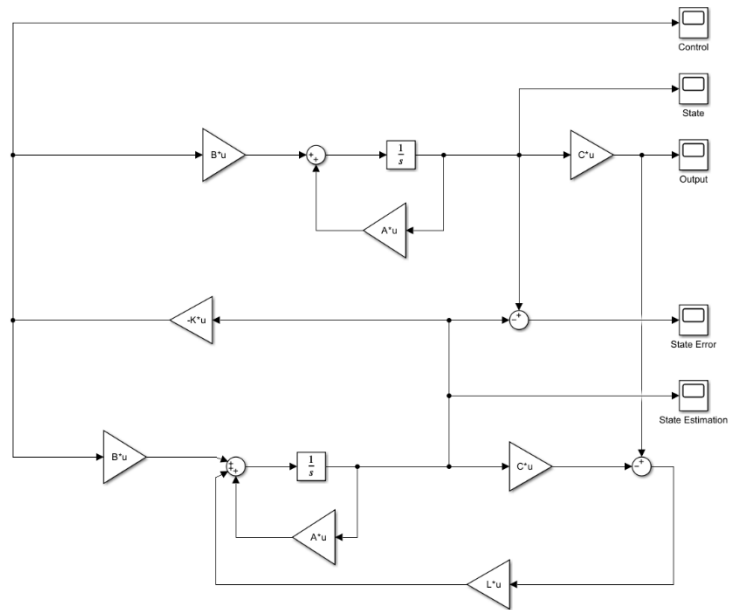 Control
State
B*u
1
s
C*u
Output
A*u
-K*u
State Error
State Estimation
B*u
1
s
C*u
A*u
L*u